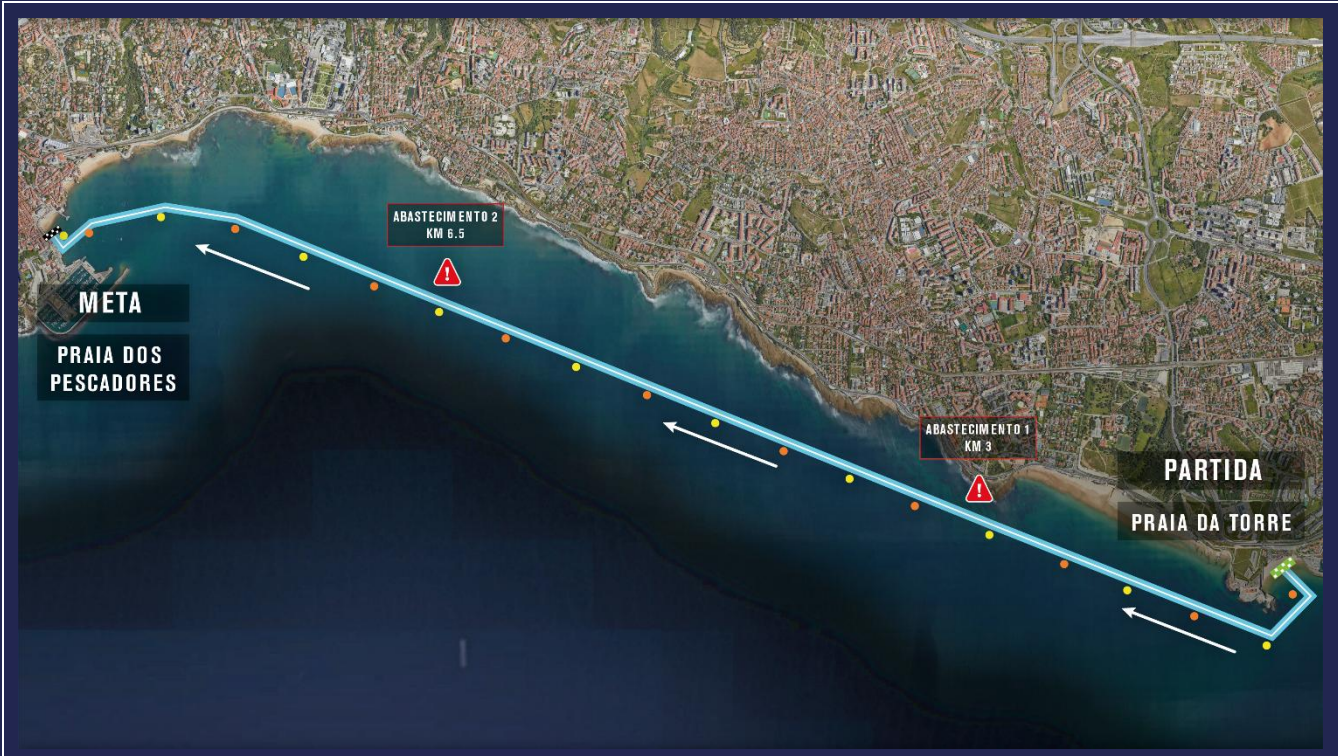 ABASTECIMENTO 2
KM 6.5
META
PRAIA DOS
PESCADORES
ABASTECIMENTO 1
KM 3
PARTIDA
PRAIA DA TORRE